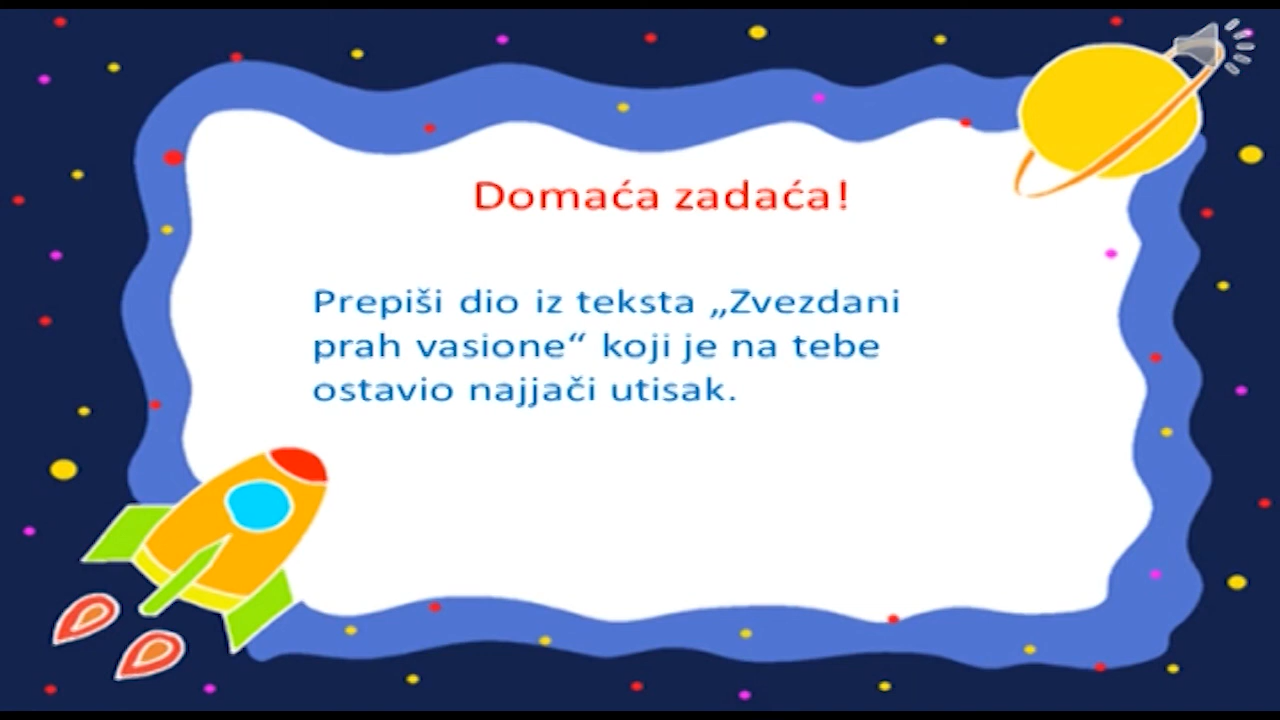 Domaća zadaća!
Prepiši dio iz teksta „Zvezdani
prah vasione“ koji je na tebe
ostavio najjači utisak.